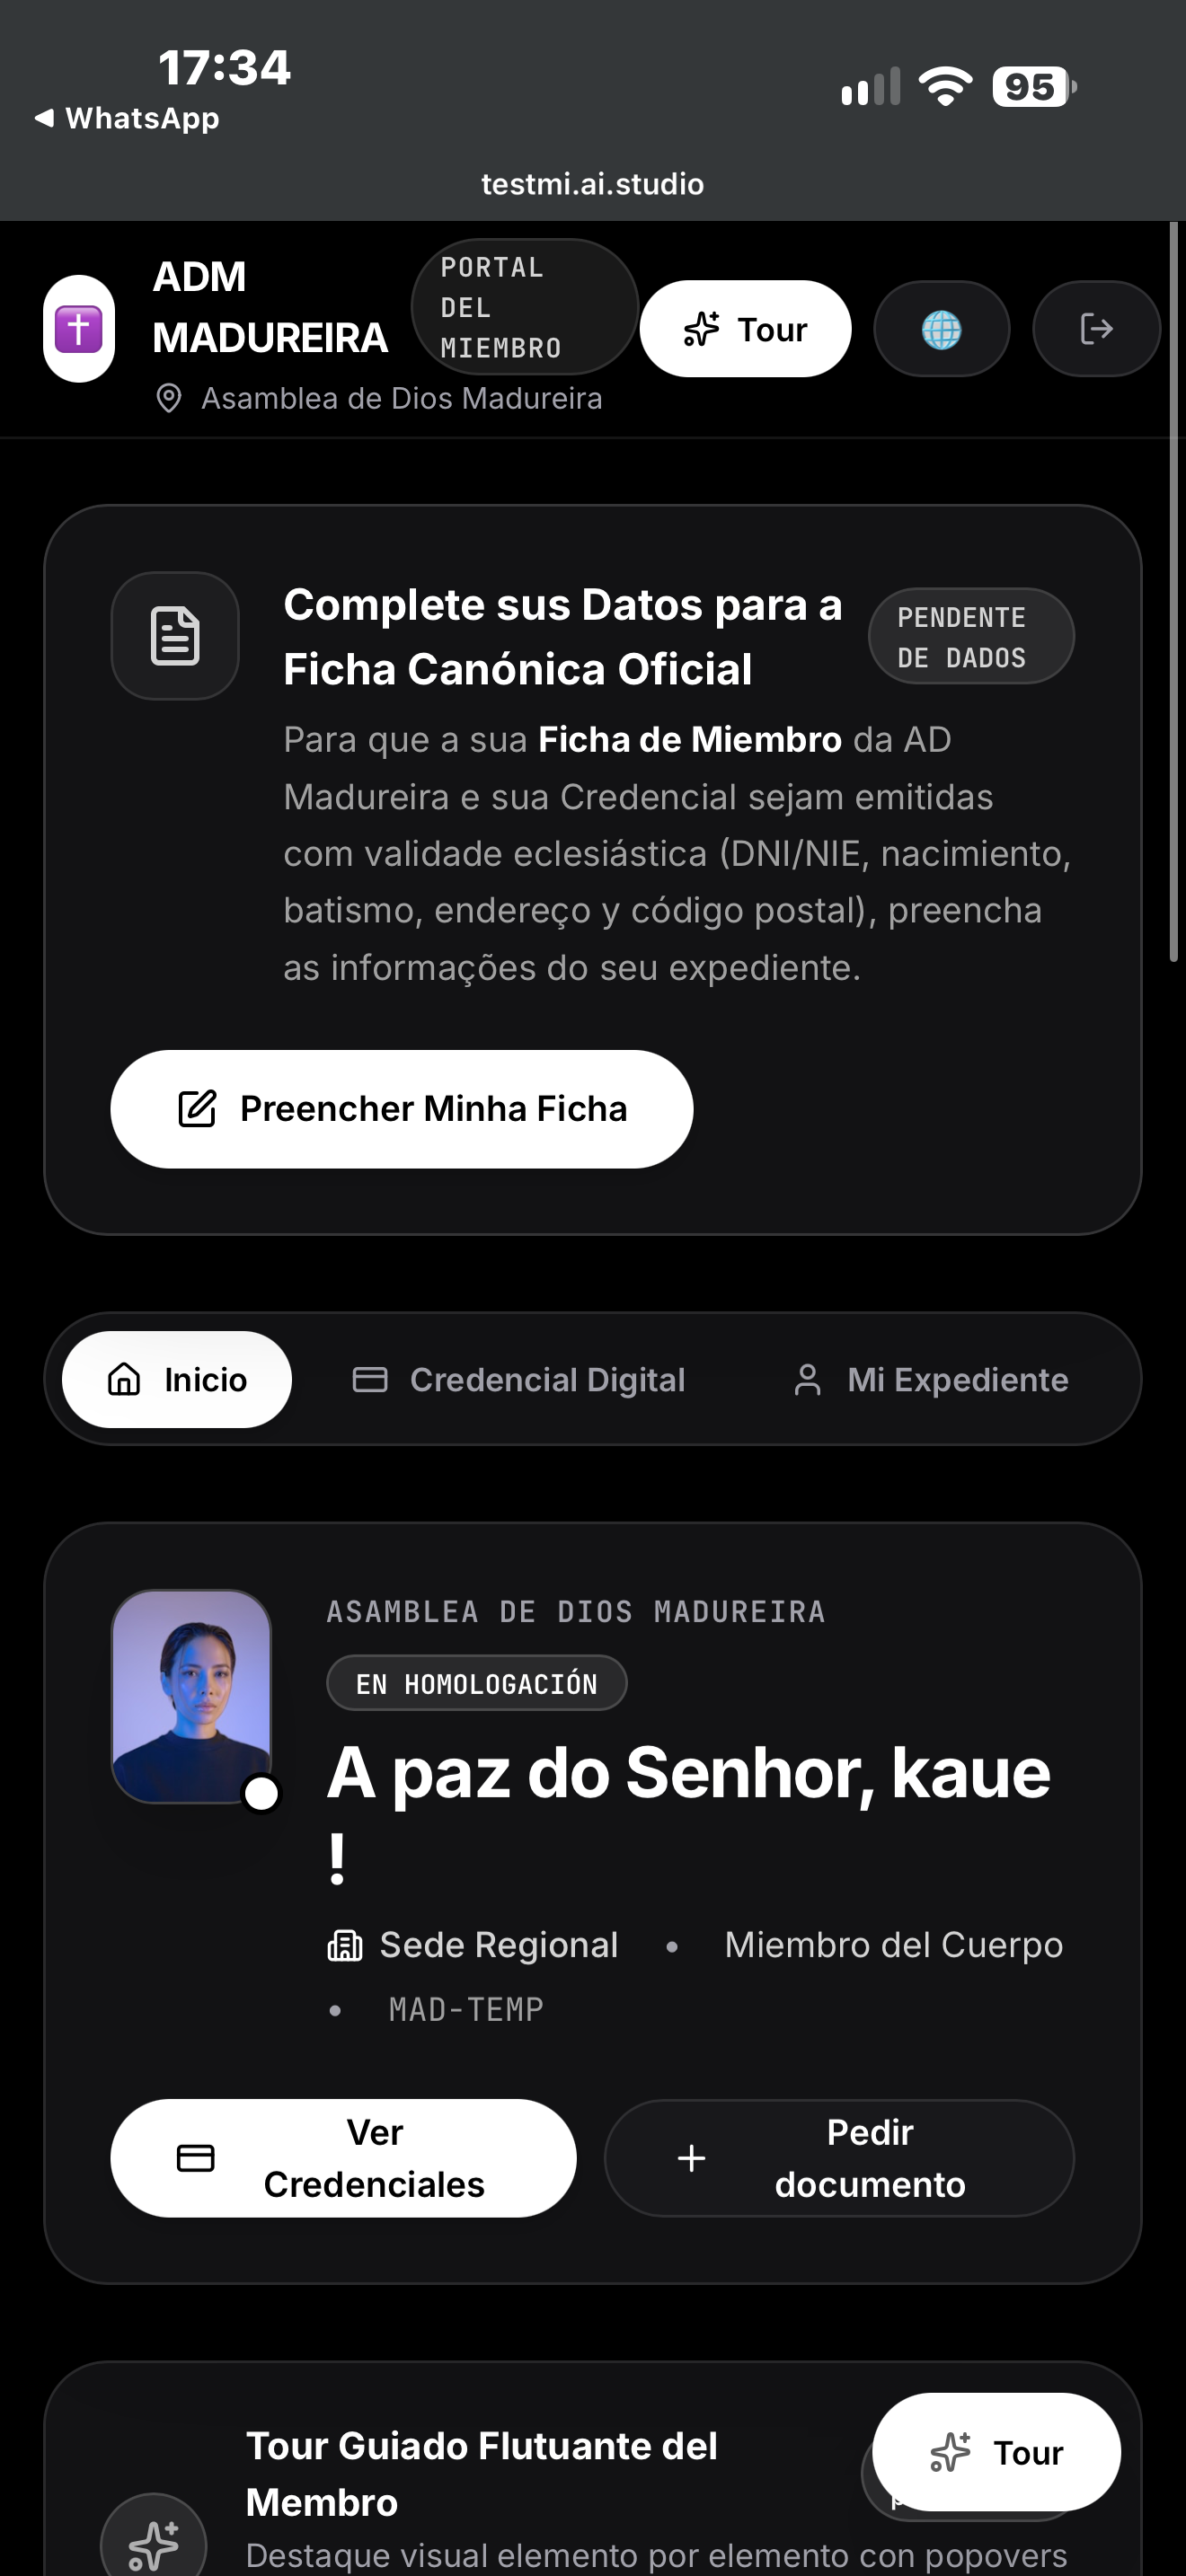 17:34
95
◀ WhatsApp
testmi.ai.studio
ADM
MADUREIRA
PORTAL
DEL
MIEMBRO
Tour
Asamblea de Dios Madureira
Complete sus Datos para a
Ficha Canónica Oficial
PENDENTE
DE DADOS
Para que a sua Ficha de Miembro da AD
Madureira e sua Credencial sejam emitidas
com validade eclesiástica (DNI/NIE, nacimiento,
batismo, endereço y código postal), preencha
as informações do seu expediente.
Preencher Minha Ficha
Inicio
Credencial Digital
Mi Expediente
ASAMBLEA DE DIOS MADUREIRA
EN HOMOLOGACIÓN
A paz do Senhor, kaue
!
Sede Regional • Miembro del Cuerpo
• MAD-TEMP
Ver
Credenciales
Pedir
documento
Tour Guiado Flutuante del
Membro
Tour
Destaque visual elemento por elemento con popovers